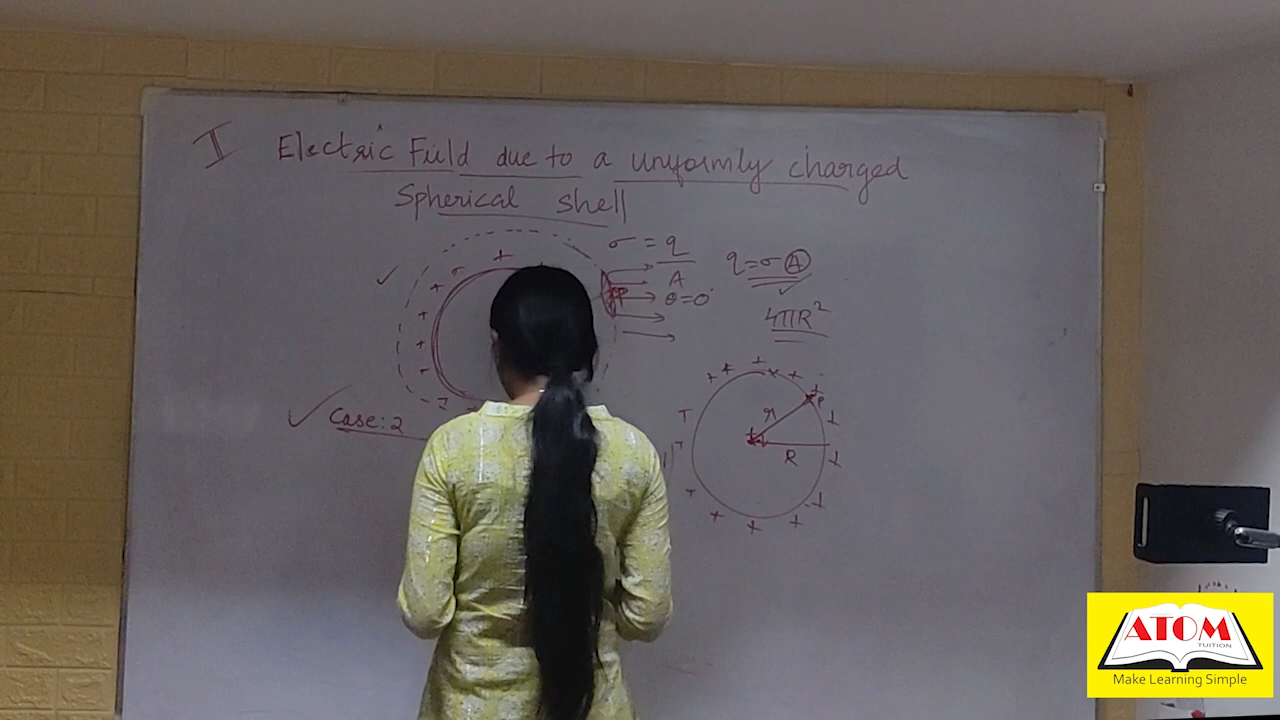 I Electric Field due to a uniformly charged
Spherical shell
σ = q
A
q = σ A
θ = 0°
4πR²
P
Case: 2
r
P
R
ATOM
TUITION
Make Learning Simple